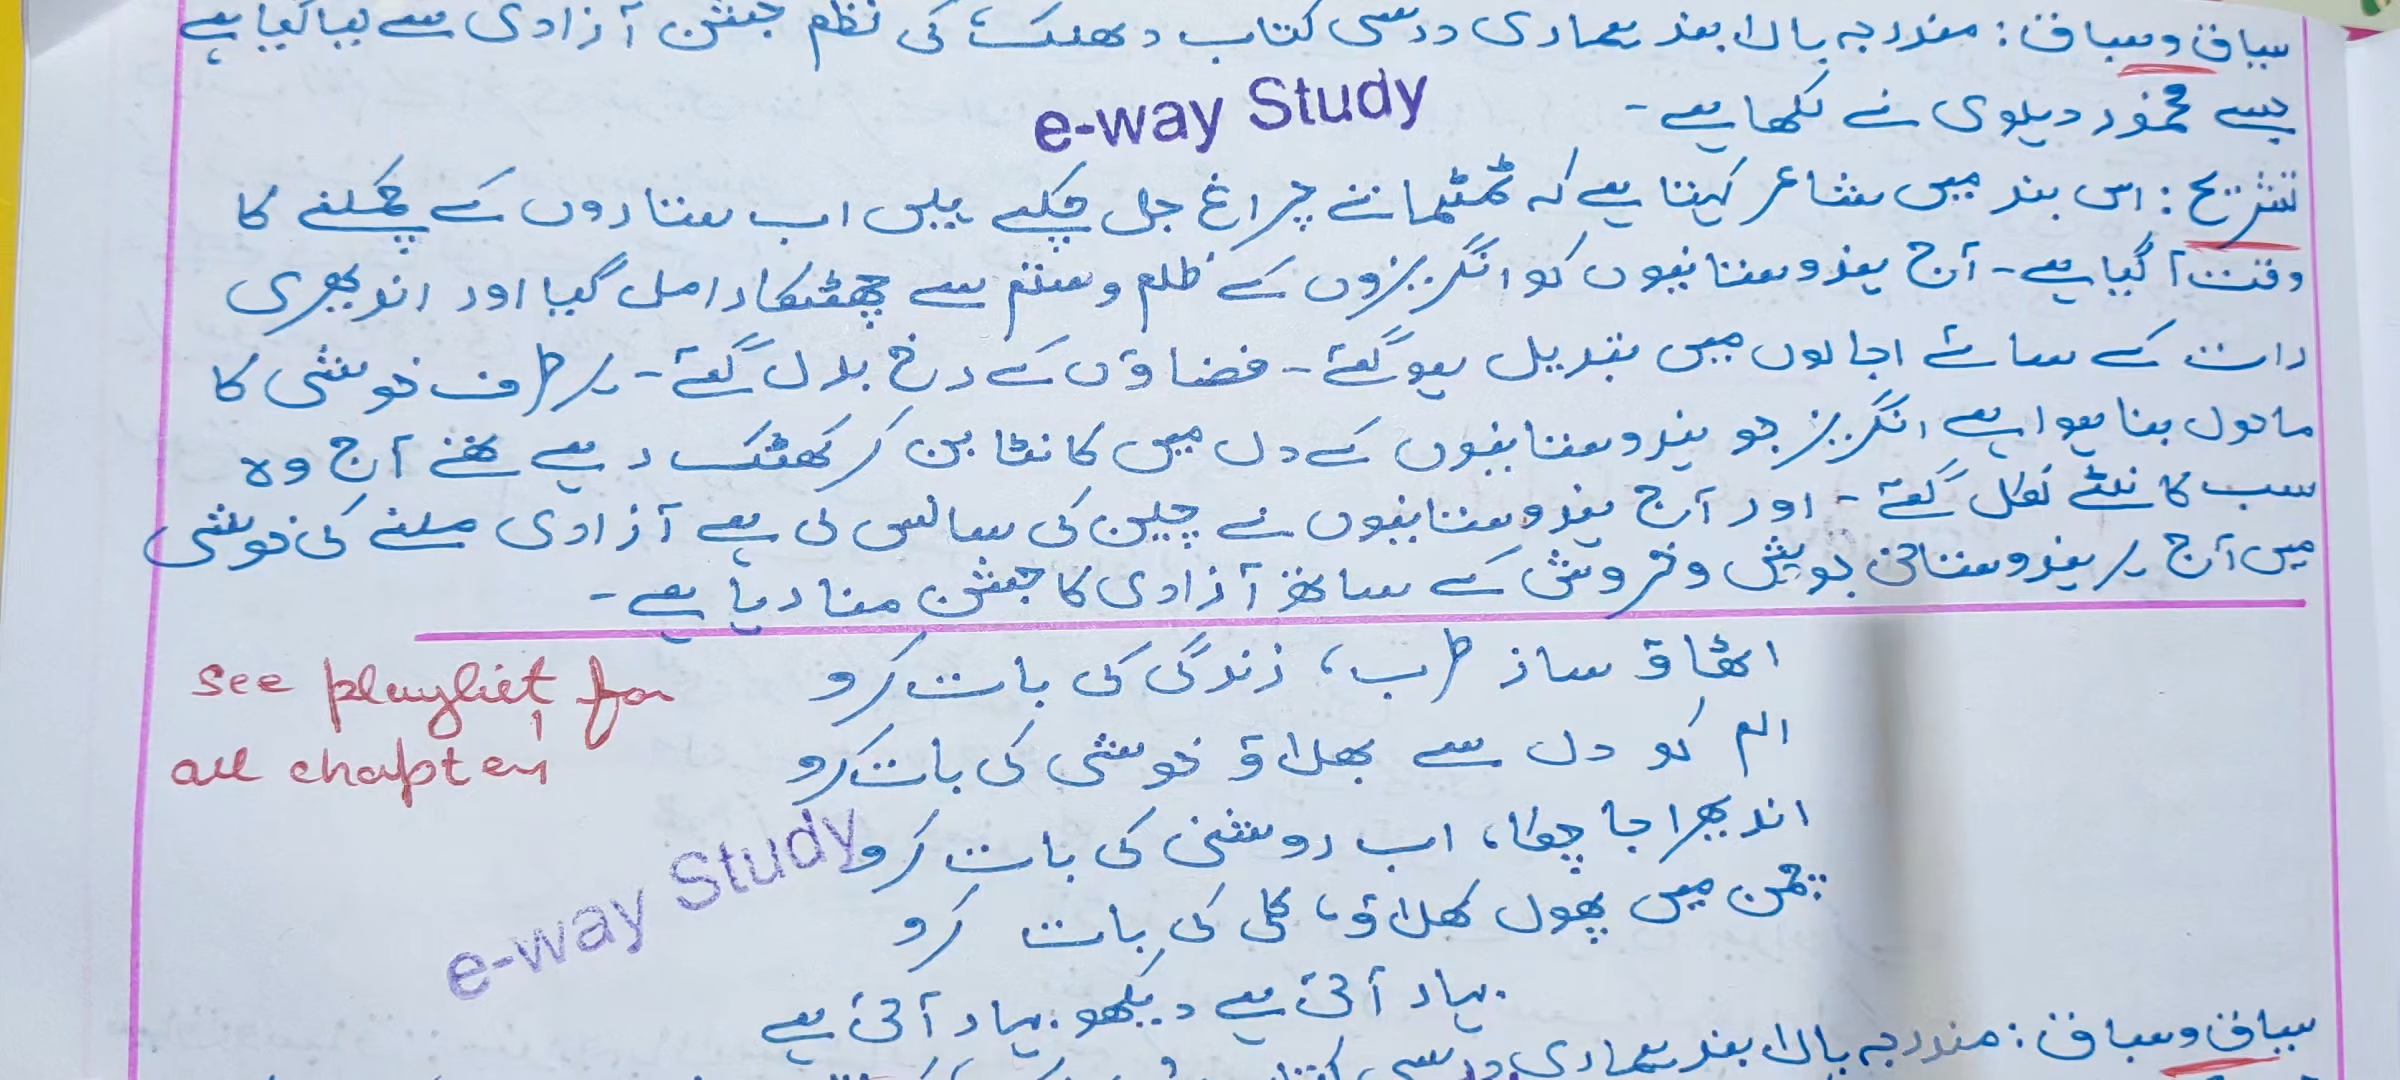 سیاق و سباق: مندرجہ بالا بند ہماری درسی کتاب دھنک، کی نظم جشن آزادی سے لیا گیا ہے
جسے مخمور دہلوی نے لکھا ہے۔
e-way Study
تشریح: اس بند میں شاعر کہتا ہے کہ ٹمٹماتے چراغ جل چکے ہیں اب ستاروں کے چمکنے کا
وقت آ گیا ہے۔ آج ہندوستانیوں کو انگریزوں کے ظلم و ستم سے چھٹکارا مل گیا اور اندھیری
رات کے سائے اجالوں میں تبدیل ہو گئے۔ فضاؤں کے رخ بدل گئے۔ ہر طرف خوشی کا
ماحول بنا ہوا ہے انگریز جو ہندوستانیوں کے دل میں کانٹا بن کر کھٹک رہے تھے آج وہ
سب کانٹے نکل گئے۔ اور آج ہندوستانیوں نے چین کی سانس لی ہے آزادی ملنے کی خوشی
میں آج ہر ہندوستانی جوش و خروش کے ساتھ آزادی کا جشن منا رہا ہے۔
اٹھاؤ ساز طرب، زندگی کی بات کرو
see playlist for
الم کو دل سے بھلاؤ خوشی کی بات کرو
all chapters
اندھیرا جا چکا، اب روشنی کی بات کرو
e-way Study
چمن میں پھول کھلاؤ، کلی کی بات کرو
بہار آئی ہے دیکھو بہار آئی ہے
سیاق و سباق: مندرجہ بالا بند ہماری درسی